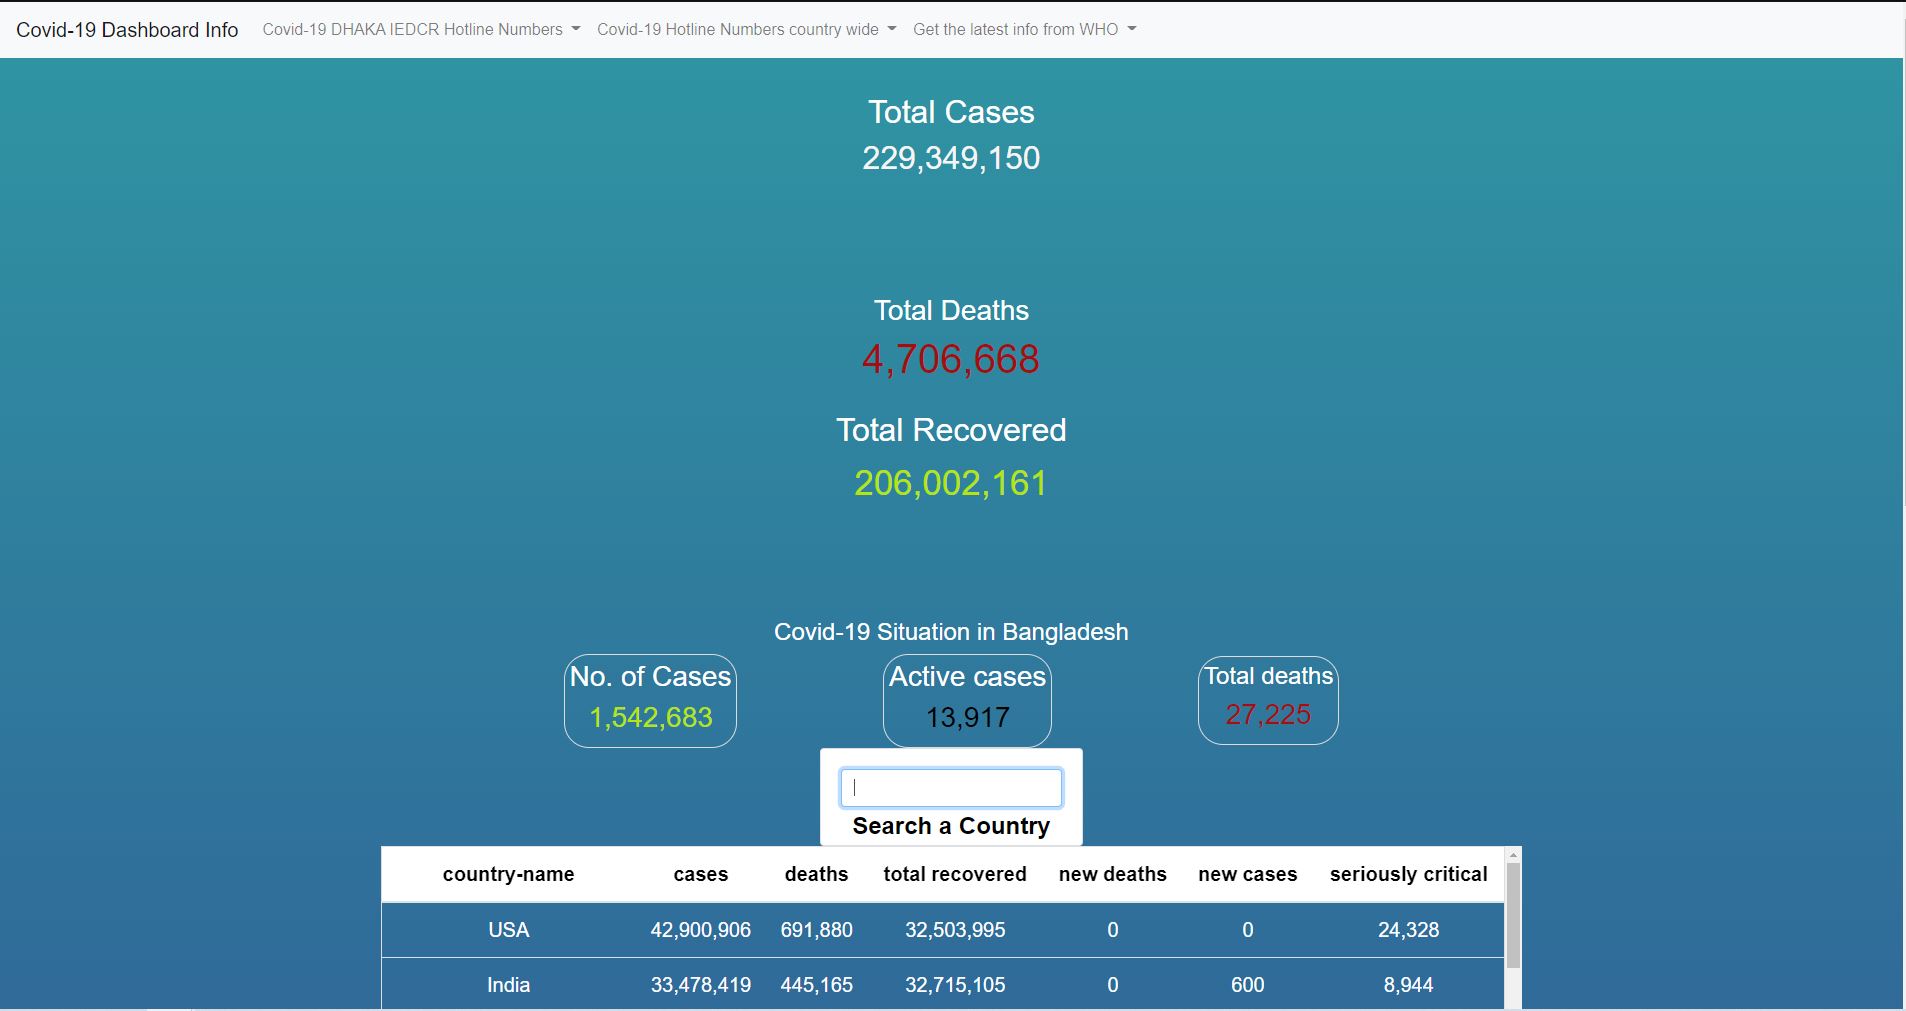 Covid-19 Dashboard Info Covid-19 DHAKA IEDCR Hotline Numbers Covid-19 Hotline Numbers country wide Get the latest info from WHO
Total Cases
229,349,150
Total Deaths
4,706,668
Total Recovered
206,002,161
Covid-19 Situation in Bangladesh
No. of Cases Active cases Total deaths
1,542,683 13,917 27,225
Search a Country
country-name cases deaths total recovered new deaths new cases seriously critical
USA 42,900,906 691,880 32,503,995 0 0 24,328
India 33,478,419 445,165 32,715,105 0 600 8,944